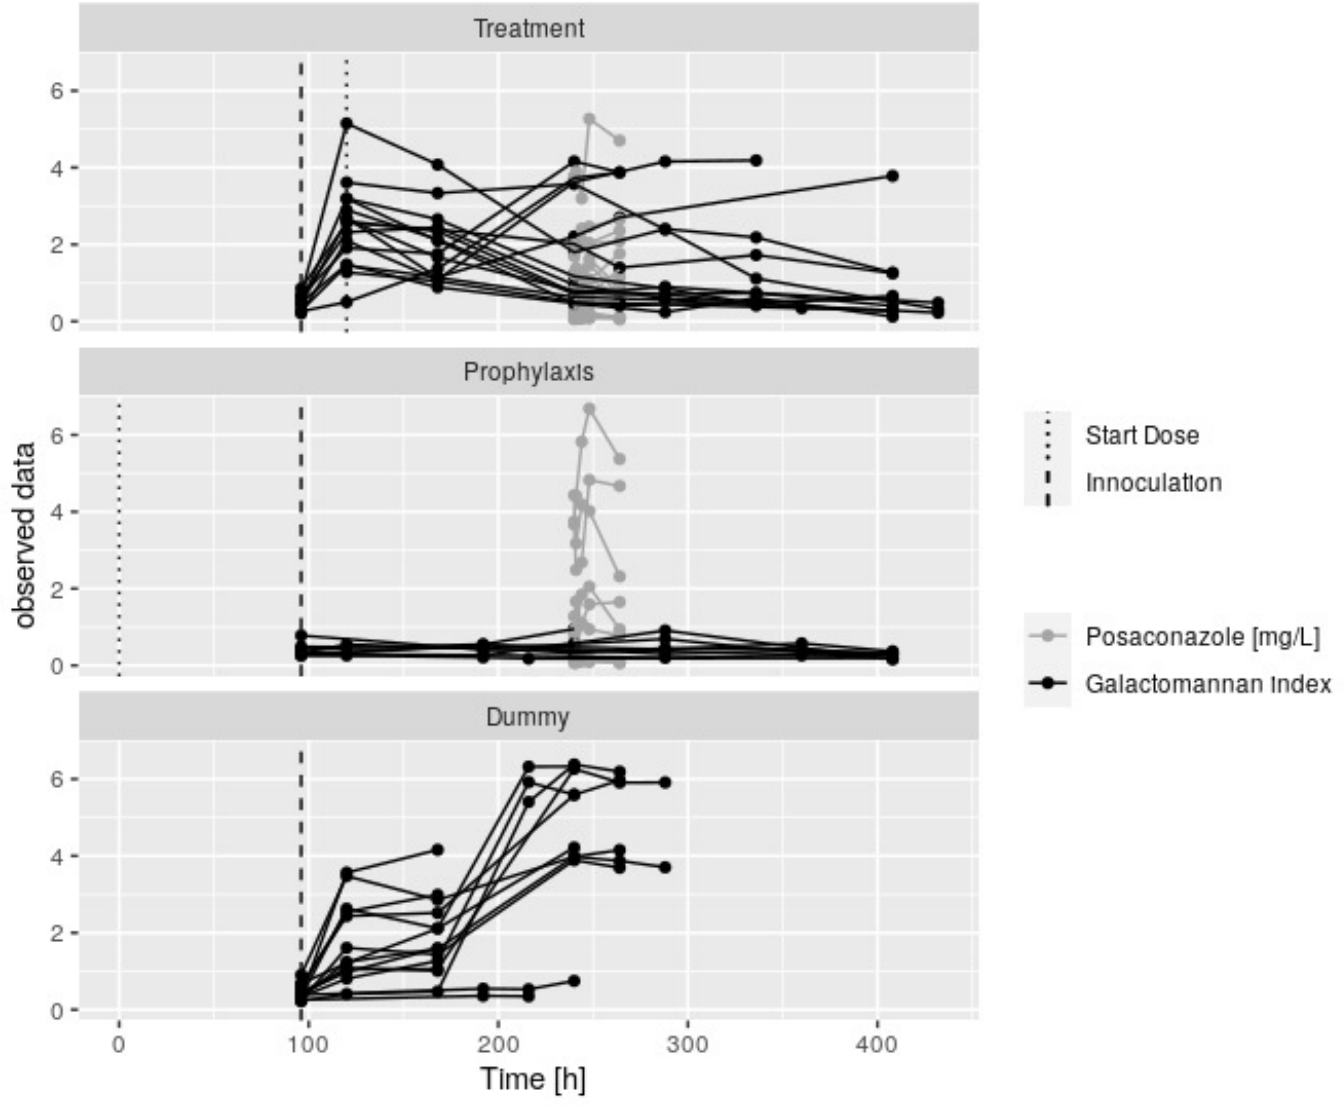 Treatment
6
4
2
0
Prophylaxis
6
4
2
0
observed data
Dummy
6
4
2
0
0 100 200 300 400
Time [h]
Start Dose
Innoculation
Posaconazole [mg/L]
Galactomannan Index